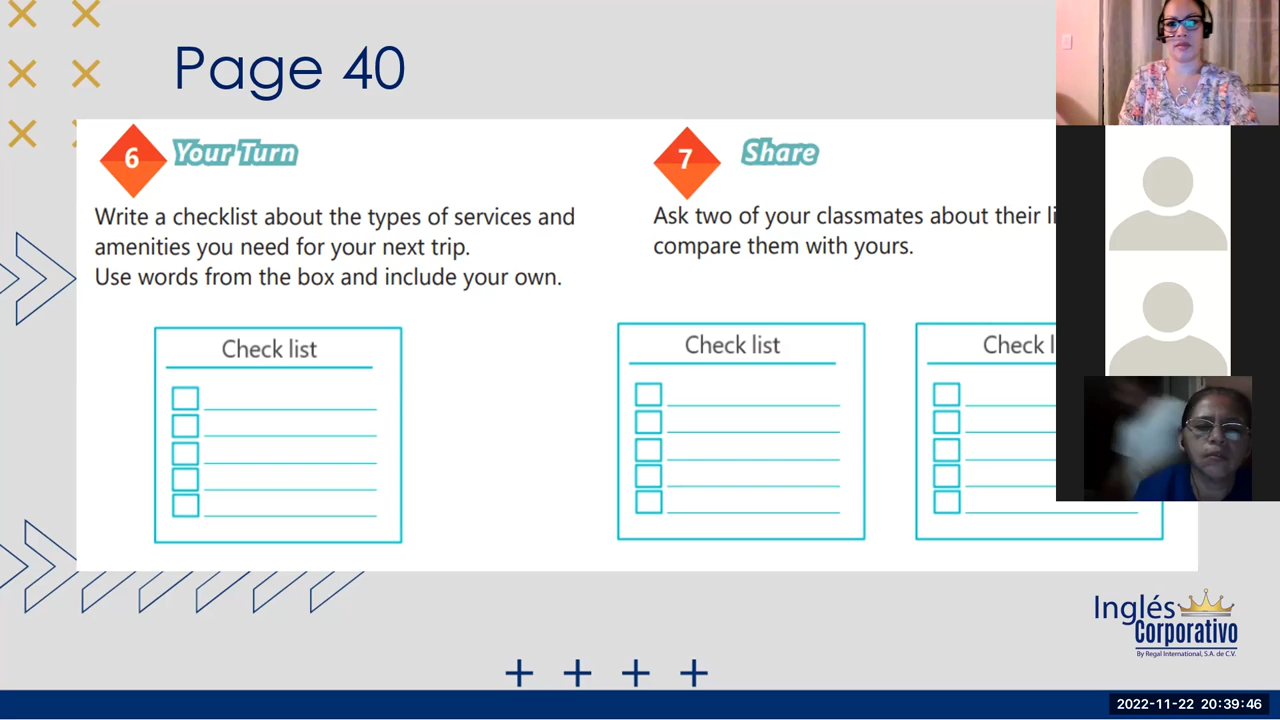 Page 40
6
Your Turn
Write a checklist about the types of services and
amenities you need for your next trip.
Use words from the box and include your own.
Check list
7
Share
Ask two of your classmates about their
compare them with yours.
Check list
Check
Inglés
Corporativo
By Regal International, S.A. de C.V.
2022-11-22 20:39:46